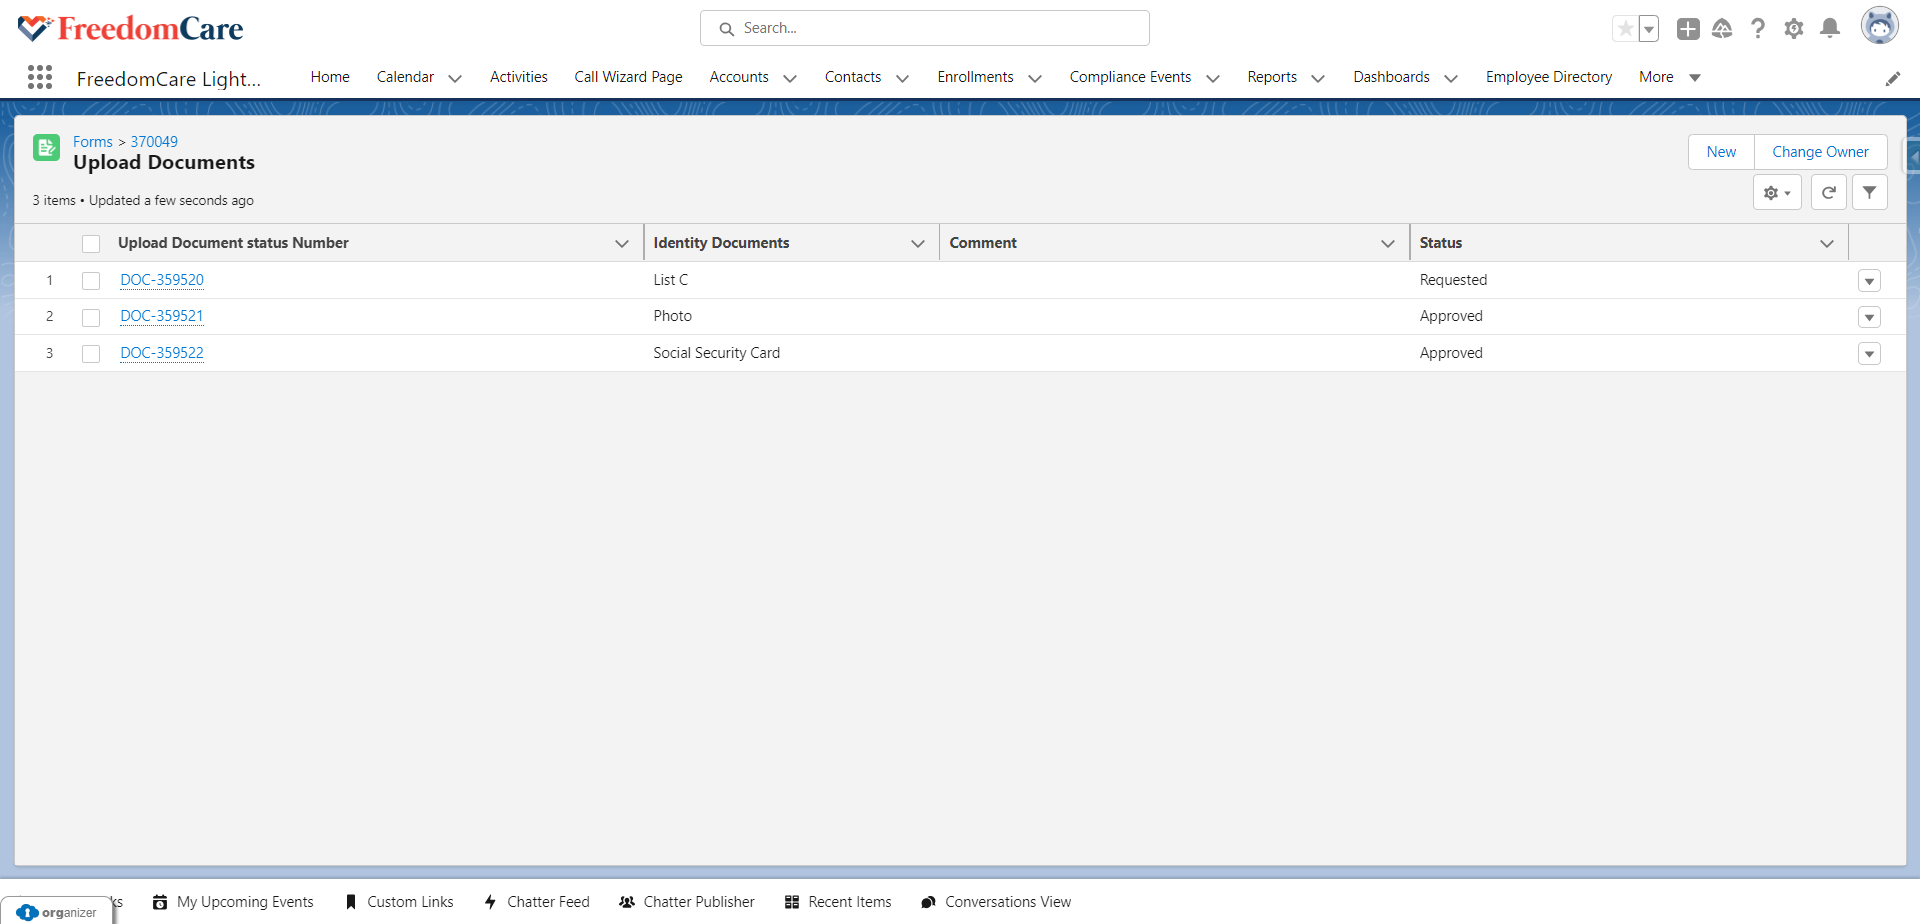 FreedomCare
Search...
FreedomCare Light...
Home
Calendar
Activities
Call Wizard Page
Accounts
Contacts
Enrollments
Compliance Events
Reports
Dashboards
Employee Directory
More
Forms > 370049
Upload Documents
New
Change Owner
3 items • Updated a few seconds ago
Upload Document status Number
Identity Documents
Comment
Status
1 DOC-359520 List C Requested
2 DOC-359521 Photo Approved
3 DOC-359522 Social Security Card Approved
organizer
My Upcoming Events
Custom Links
Chatter Feed
Chatter Publisher
Recent Items
Conversations View